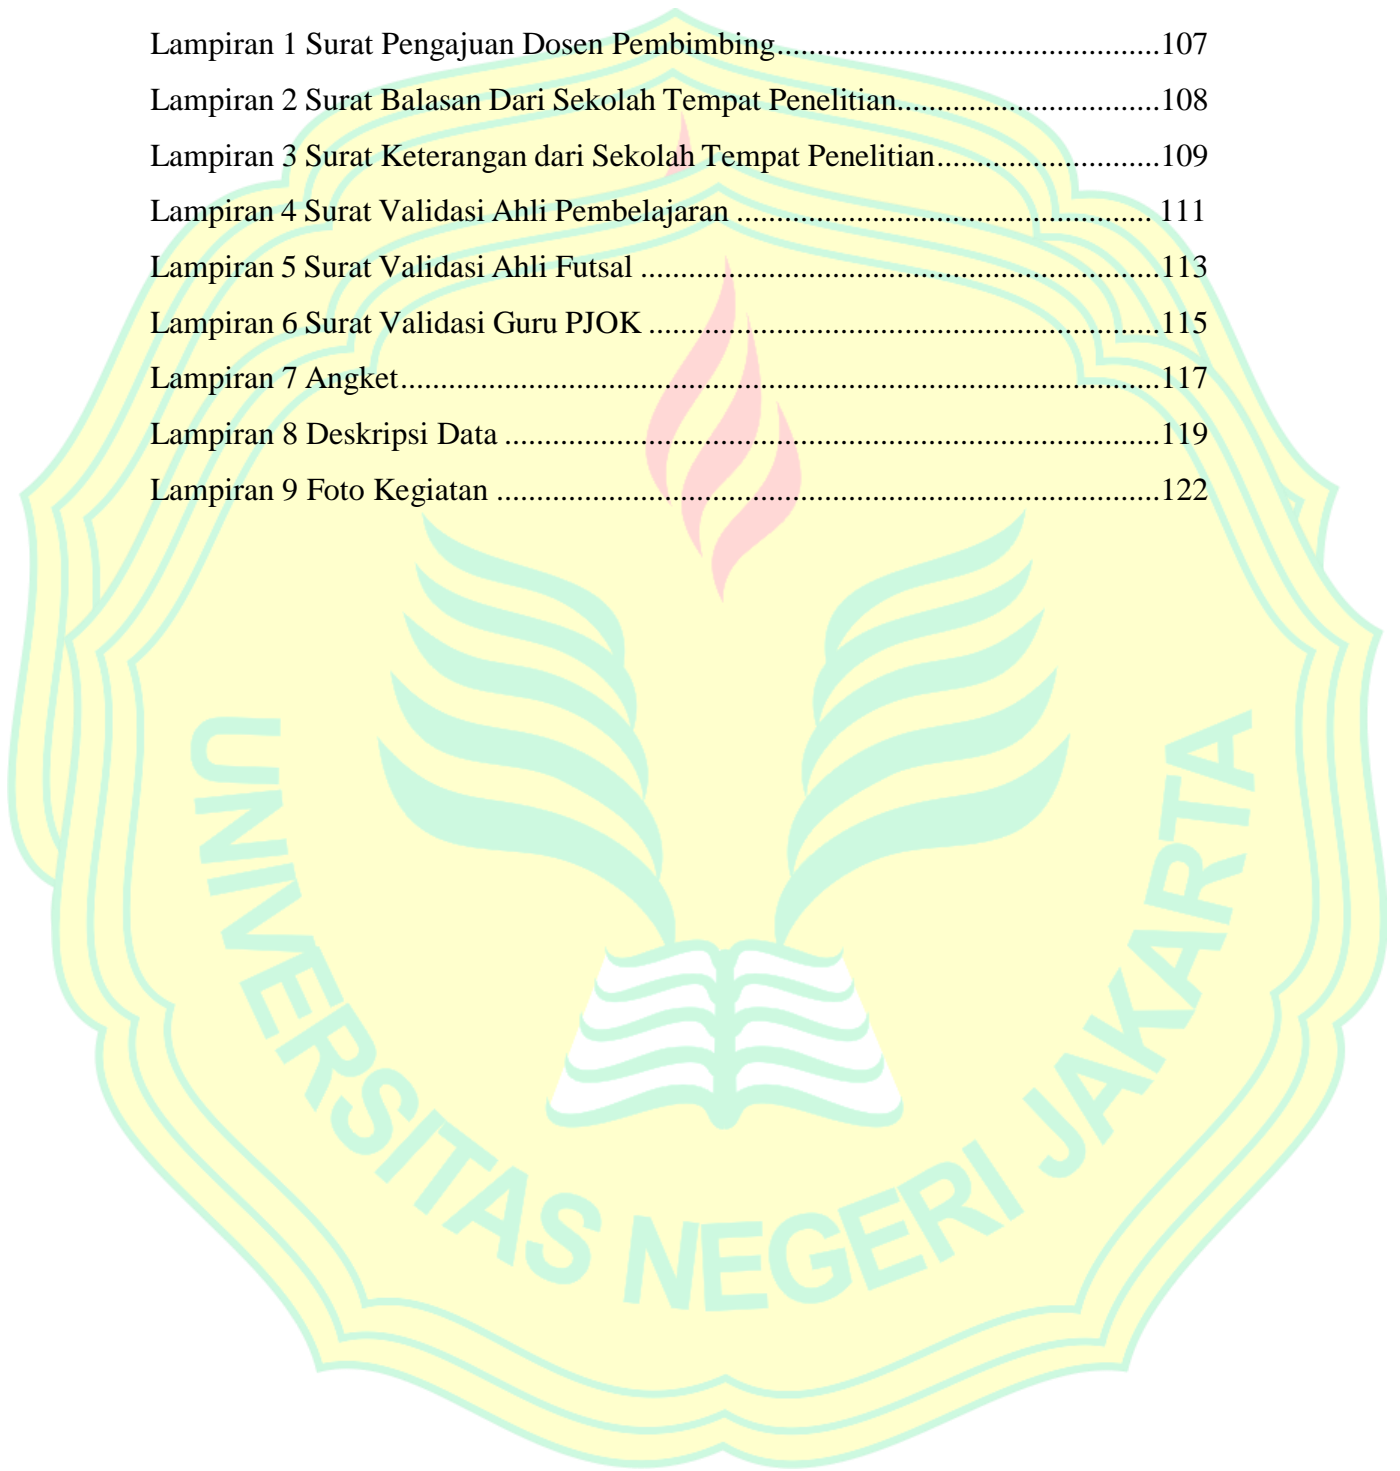 Lampiran 1 Surat Pengajuan Dosen Pembimbing................................................107
Lampiran 2 Surat Balasan Dari Sekolah Tempat Penelitian.................................108
Lampiran 3 Surat Keterangan dari Sekolah Tempat Penelitian............................109
Lampiran 4 Surat Validasi Ahli Pembelajaran .................................................... 111
Lampiran 5 Surat Validasi Ahli Futsal .................................................................113
Lampiran 6 Surat Validasi Guru PJOK ................................................................115
Lampiran 7 Angket................................................................................................117
Lampiran 8 Deskripsi Data ..................................................................................119
Lampiran 9 Foto Kegiatan ...................................................................................122
UNIVERSITAS NEGERI JAKARTA